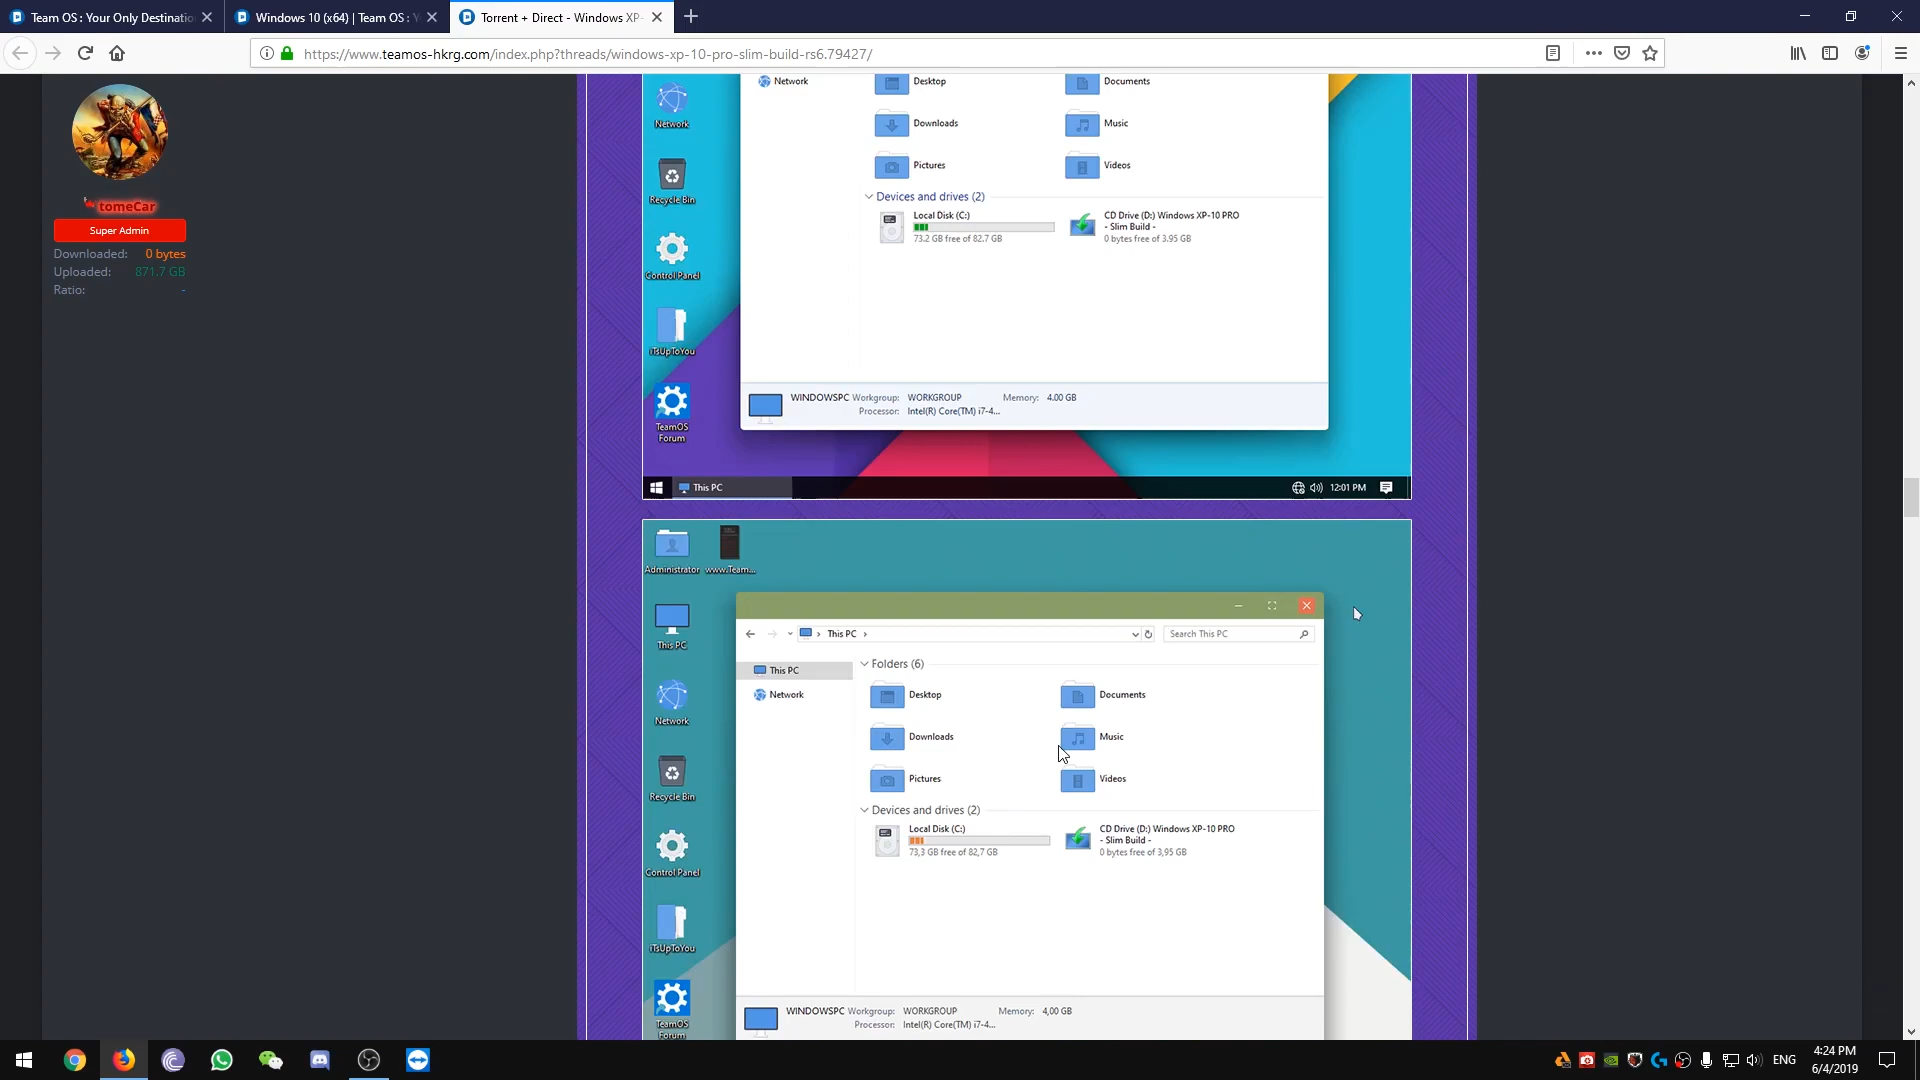 Team OS : Your Only Destinatio
Windows 10 (x64) | Team OS : Y
Torrent + Direct - Windows XP-
https://www.teamos-hkrg.com/index.php?threads/windows-xp-10-pro-slim-build-rs6.79427/
tomeCar
Super Admin
Downloaded: 0 bytes
Uploaded: 871.7 GB
Ratio: -
Network
Recycle Bin
Control Panel
iTsUpToYou
TeamOS
Forum
Network
Desktop
Documents
Downloads
Music
Pictures
Videos
Devices and drives (2)
Local Disk (C:)
73.2 GB free of 82.7 GB
CD Drive (D:) Windows XP-10 PRO
- Slim Build -
0 bytes free of 3.95 GB
WINDOWSPC Workgroup: WORKGROUP Memory: 4.00 GB
Processor: Intel(R) Core(TM) i7-4...
This PC
12:01 PM
Administrator
www.Team...
This PC
Network
Recycle Bin
Control Panel
iTsUpToYou
TeamOS
Forum
This PC
Search This PC
This PC
Network
Folders (6)
Desktop
Documents
Downloads
Music
Pictures
Videos
Devices and drives (2)
Local Disk (C:)
73,3 GB free of 82,7 GB
CD Drive (D:) Windows XP-10 PRO
- Slim Build -
0 bytes free of 3,95 GB
WINDOWSPC Workgroup: WORKGROUP Memory: 4,00 GB
Processor: Intel(R) Core(TM) i7-4...
ENG
4:24 PM
6/4/2019